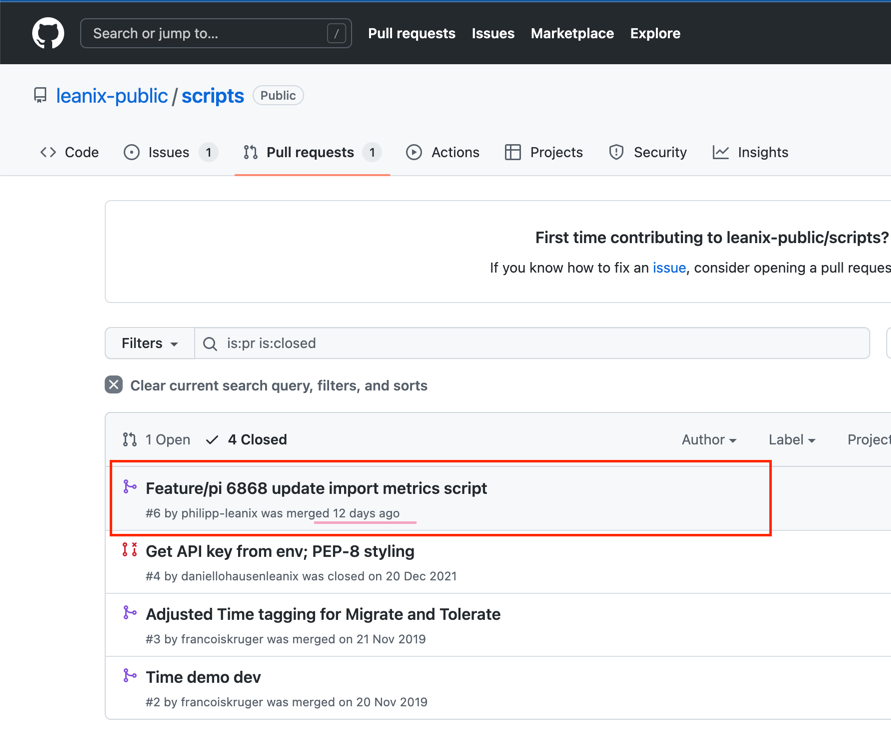 Search or jump to... /
Pull requests Issues Marketplace Explore
leanix-public / scripts Public
Code Issues 1 Pull requests 1 Actions Projects Security Insights
First time contributing to leanix-public/scripts?
If you know how to fix an issue, consider opening a pull
Filters is:pr is:closed
Clear current search query, filters, and sorts
1 Open 4 Closed Author Label
Feature/pi 6868 update import metrics script
#6 by philipp-leanix was merged 12 days ago
Get API key from env; PEP-8 styling
#4 by daniellohausenleanix was closed on 20 Dec 2021
Adjusted Time tagging for Migrate and Tolerate
#3 by francoiskruger was merged on 21 Nov 2019
Time demo dev
#2 by francoiskruger was merged on 20 Nov 2019